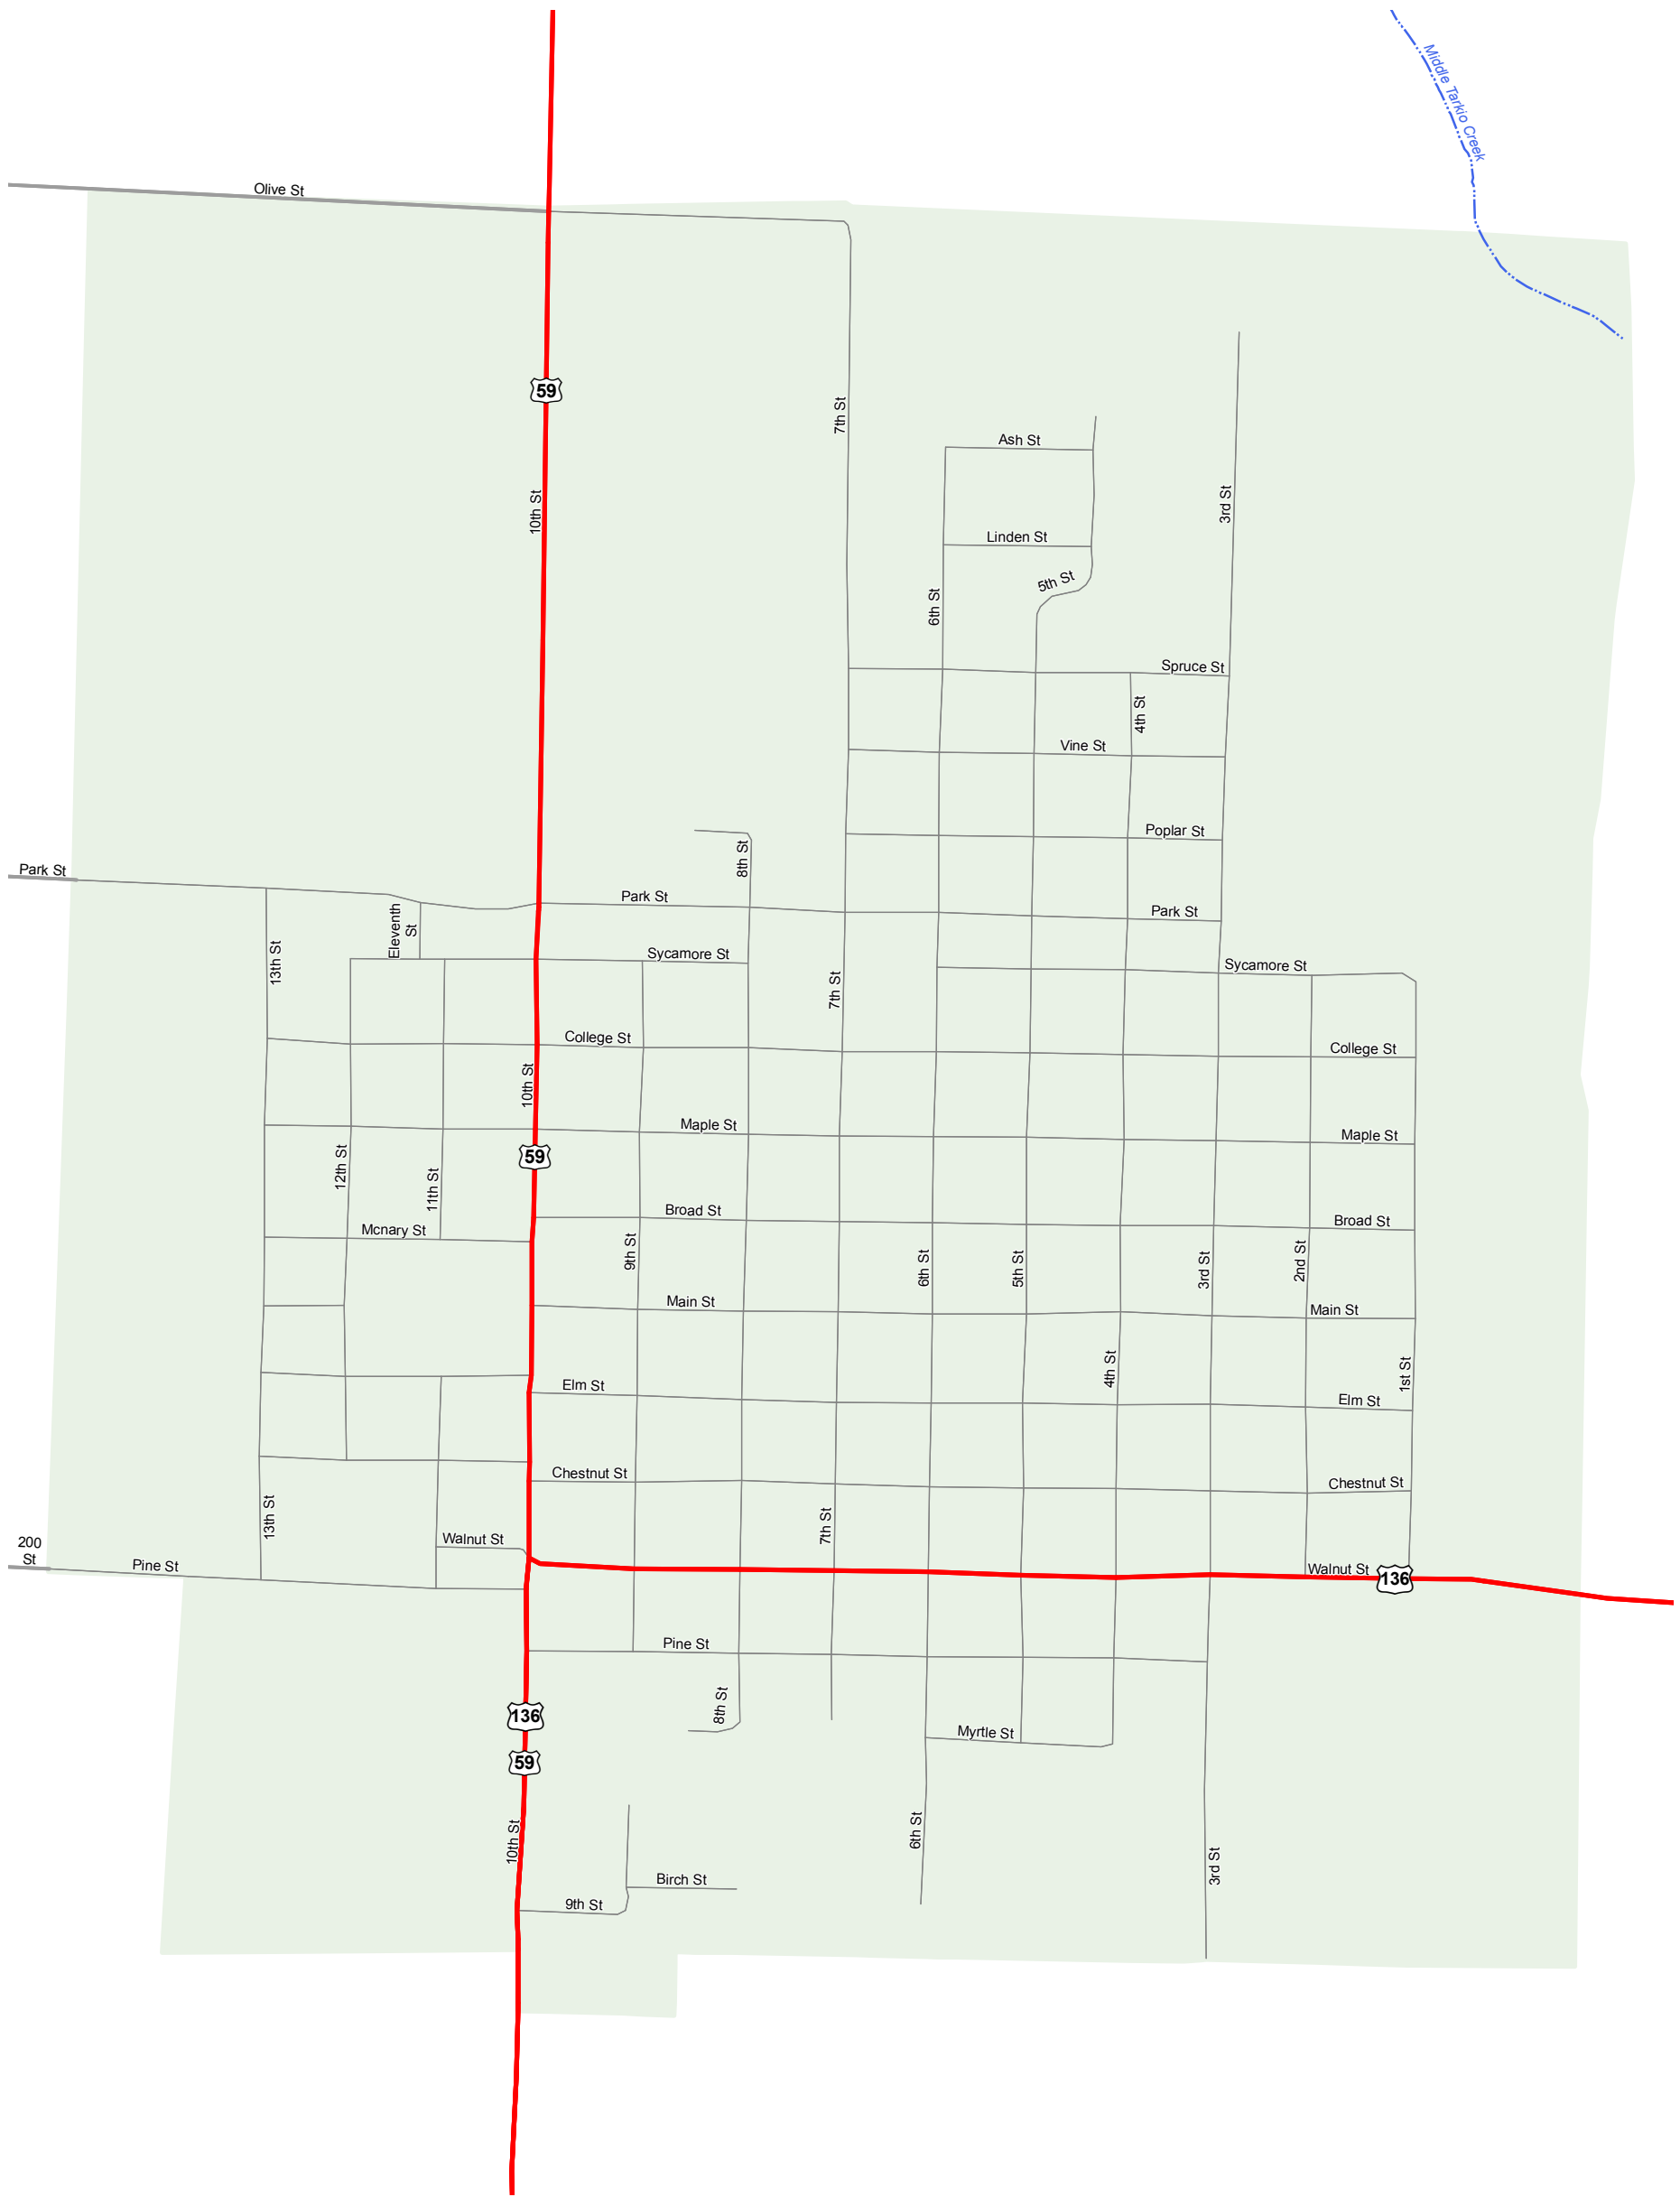 Middle Tarkio Creek
Olive St
59
7th St
Ash St
10th St
3rd St
Linden St
5th St
6th St
Spruce St
4th St
Vine St
Poplar St
8th St
Park St
Park St
Park St
Eleventh
St
13th St
Sycamore St
Sycamore St
7th St
College St
College St
10th St
Maple St
Maple St
59
12th St
11th St
Broad St
Broad St
Mcnary St
9th St
6th St
5th St
3rd St
2nd St
Main St
Main St
4th St
1st St
Elm St
Elm St
Chestnut St
Chestnut St
13th St
7th St
200
St
Walnut St
Pine St
Walnut St
136
Pine St
8th St
136
Myrtle St
59
10th St
6th St
3rd St
Birch St
9th St